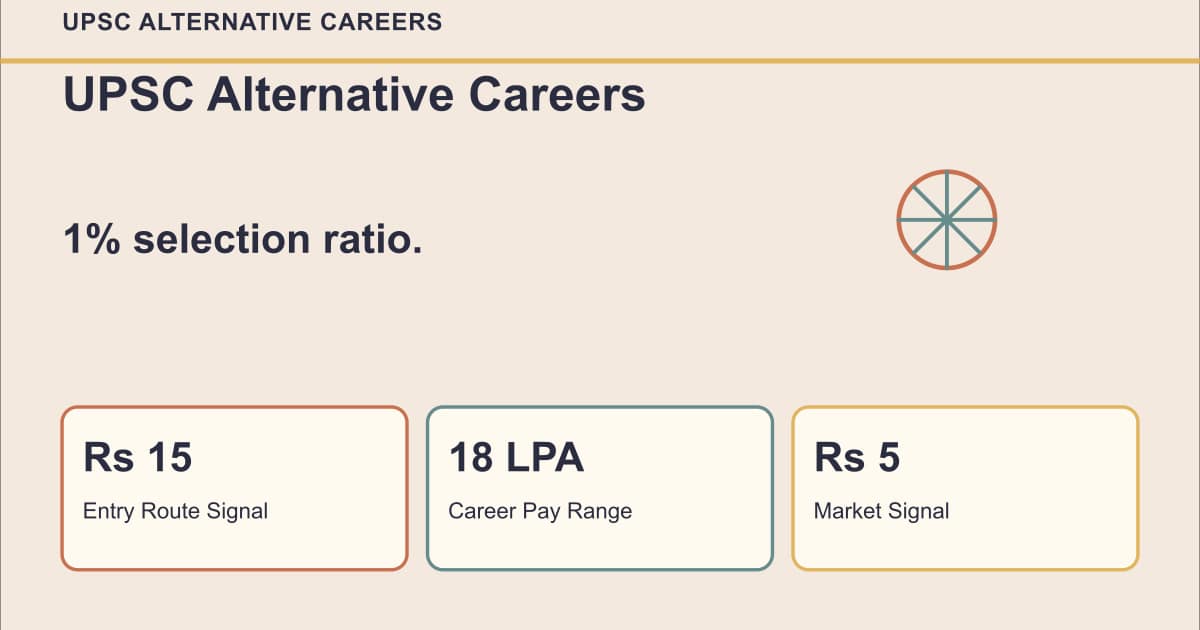 UPSC ALTERNATIVE CAREERS
UPSC Alternative Careers
1% selection ratio.
Rs 15
Entry Route Signal
18 LPA
Career Pay Range
Rs 5
Market Signal